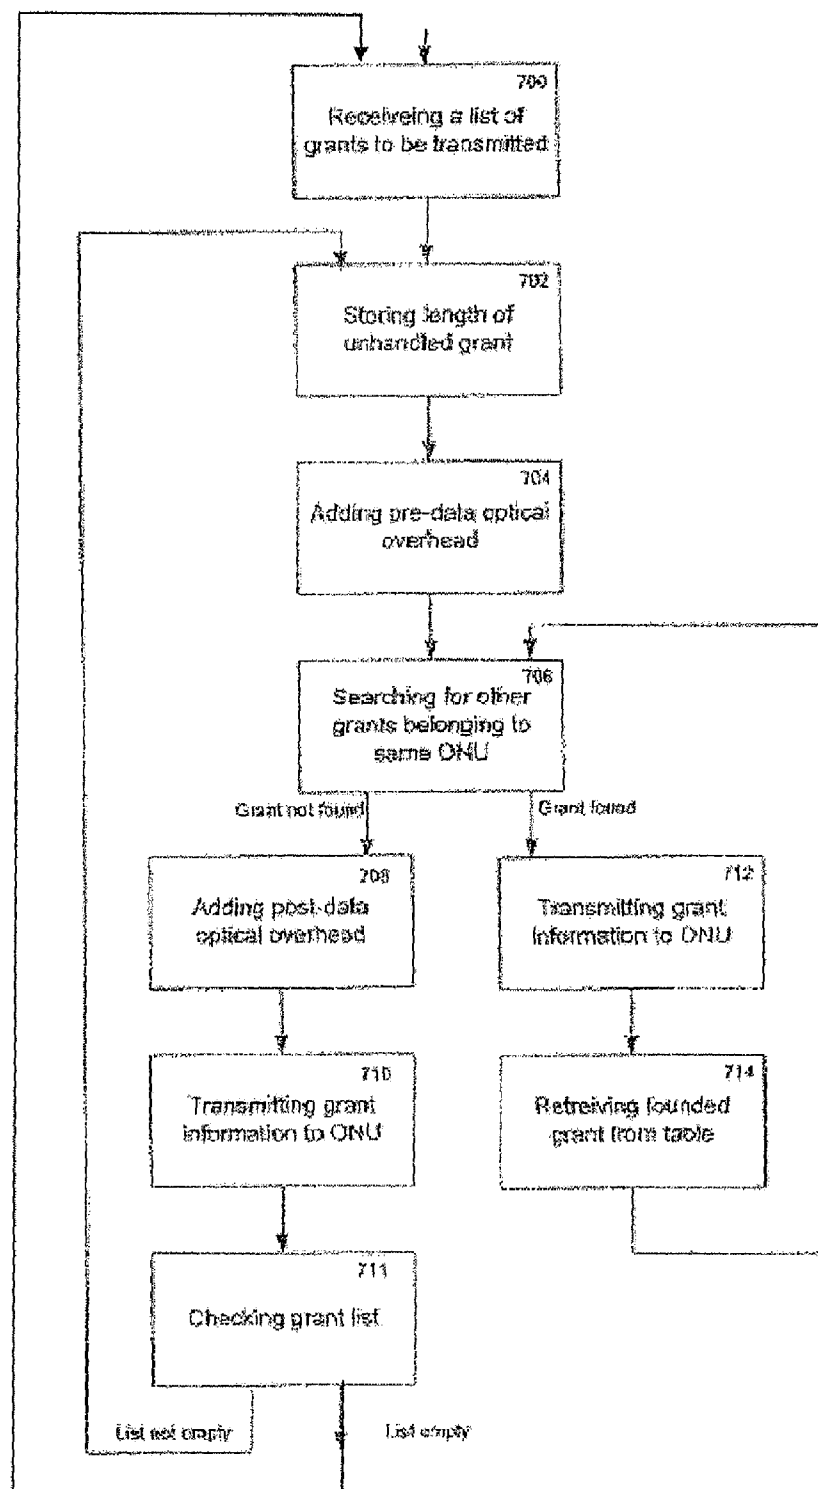 700
Receiveing a list of
grants to be transmitted
702
Storing length of
unhandled grant
704
Adding pre-data optical
overhead
706
Searching for other
grants belonging to
same ONU
Grant not found
Grant found
708
Adding post-data
optical overhead
712
Transmitting grant
information to ONU
710
Transmitting grant
information to ONU
714
Retreiving founded
grant from table
711
Checking grant list
List not empty
List empty